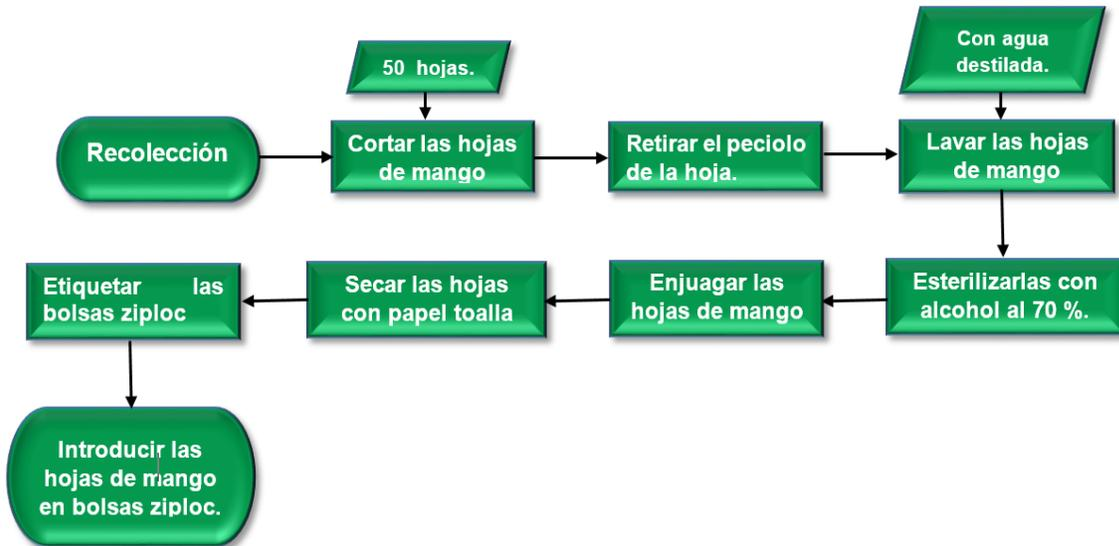 50 hojas.
Con agua
destilada.
Recolección
Cortar las hojas
de mango
Retirar el peciolo
de la hoja.
Lavar las hojas
de mango
Esterilizarlas con
alcohol al 70 %.
Enjuagar las
hojas de mango
Secar las hojas
con papel toalla
Etiquetar las
bolsas ziploc
Introducir las
hojas de mango
en bolsas ziploc.